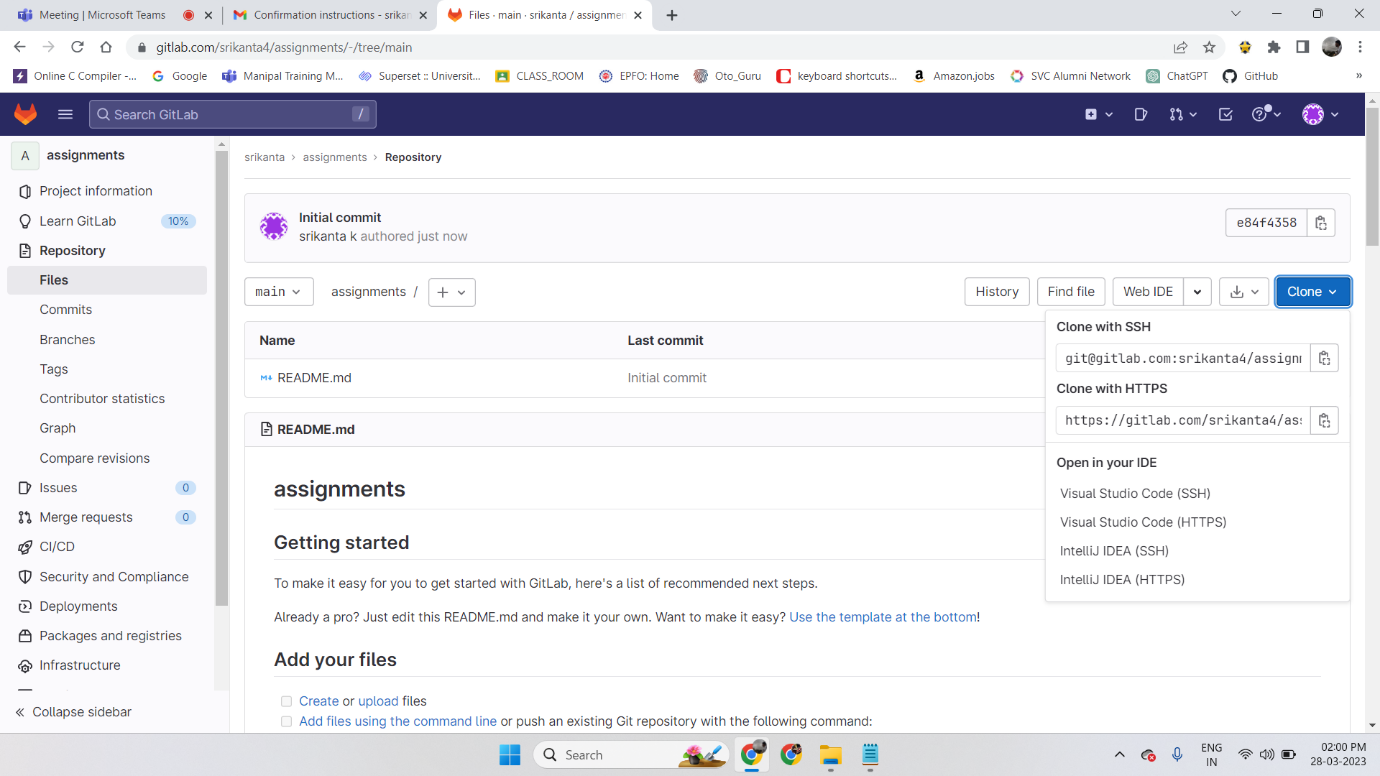 Meeting | Microsoft Teams
Confirmation instructions - srikan
Files · main · srikanta / assignmen
gitlab.com/srikanta4/assignments/-/tree/main
Online C Compiler -...
Google
Manipal Training M...
Superset :: Universit...
CLASS_ROOM
EPFO: Home
Oto_Guru
keyboard shortcuts...
Amazon.jobs
SVC Alumni Network
ChatGPT
GitHub
»
Search GitLab
/
A assignments
Project information
Learn GitLab 10%
Repository
Files
Commits
Branches
Tags
Contributor statistics
Graph
Compare revisions
Issues 0
Merge requests 0
CI/CD
Security and Compliance
Deployments
Packages and registries
Infrastructure
« Collapse sidebar
srikanta › assignments › Repository
Initial commit
srikanta k authored just now
e84f4358
main
assignments /
+
History
Find file
Web IDE
Clone
Name Last commit
README.md Initial commit
README.md
assignments
Getting started
To make it easy for you to get started with GitLab, here's a list of recommended next steps.
Already a pro? Just edit this README.md and make it your own. Want to make it easy? Use the template at the bottom!
Add your files
Create or upload files
Add files using the command line or push an existing Git repository with the following command:
Clone with SSH
git@gitlab.com:srikanta4/assignm
Clone with HTTPS
https://gitlab.com/srikanta4/as
Open in your IDE
Visual Studio Code (SSH)
Visual Studio Code (HTTPS)
IntelliJ IDEA (SSH)
IntelliJ IDEA (HTTPS)
Search
ENG
IN
02:00 PM
28-03-2023